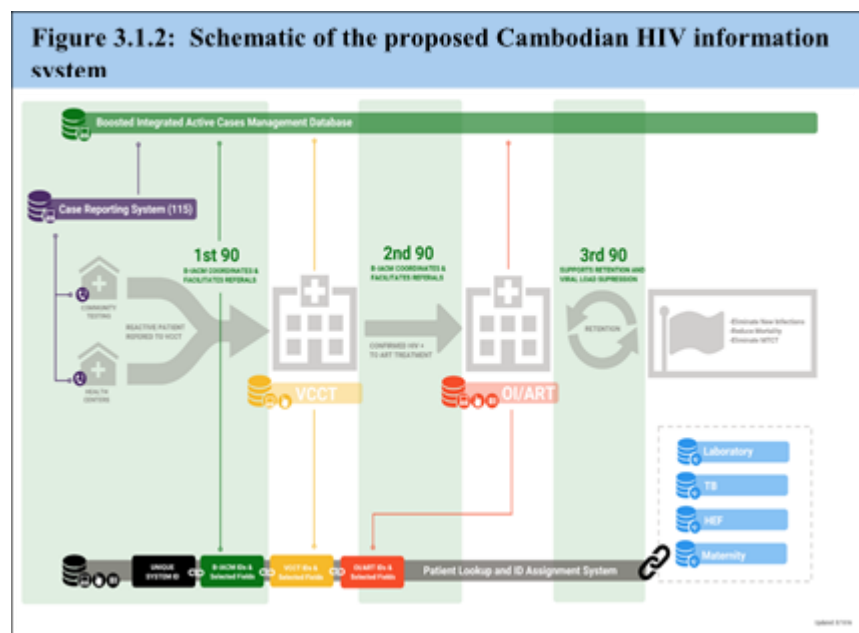 Figure 3.1.2: Schematic of the proposed Cambodian HIV information
system
Boosted Integrated Active Cases Management Database
Case Reporting System (115)
1st 90
B-IACM COORDINATES &
FACILITATES REFERALS
2nd 90
B-IACM COORDINATES &
FACILITATES REFERALS
3rd 90
SUPPORTS RETENTION AND
VIRAL LOAD SUPRESSION
COMMUNITY
TESTING
REACTIVE PATIENT
REFERED TO VCCT
HEALTH
CENTERS
CONFIRMED HIV +
TO ART TREATMENT
RETENTION
-Eliminate New Infections
-Reduce Mortality
-Eliminate MTCT
VCCT
OI/ART
Laboratory
TB
HEF
Maternity
UNIQUE
SYSTEM ID
B-IACM IDs &
Selected Fields
VCCT IDs &
Selected Fields
OI/ART IDs &
Selected Fields
Patient Lookup and ID Assignment System